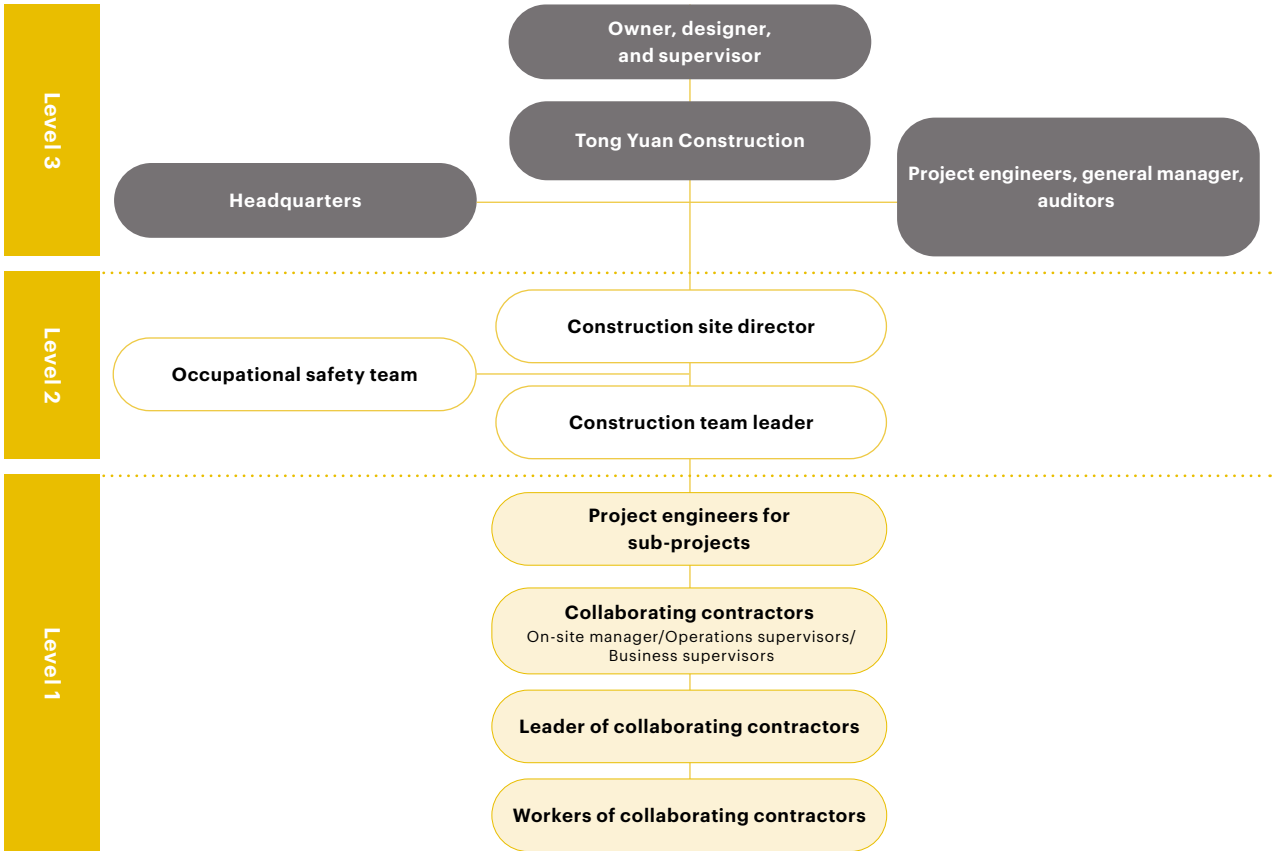 Level 3
Owner, designer,
and supervisor
Tong Yuan Construction
Headquarters
Project engineers, general manager,
auditors
Level 2
Construction site director
Occupational safety team
Construction team leader
Level 1
Project engineers for
sub-projects
Collaborating contractors
On-site manager/Operations supervisors/
Business supervisors
Leader of collaborating contractors
Workers of collaborating contractors